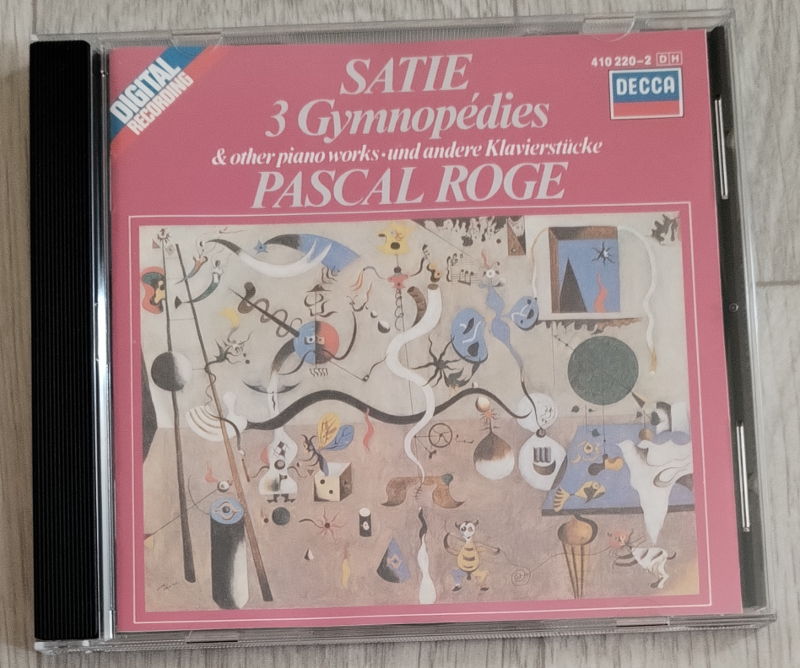 DIGITAL
RECORDING
SATIE
3 Gymnopédies
& other piano works • und andere Klavierstücke
PASCAL ROGE
410 220-2 DH
DECCA